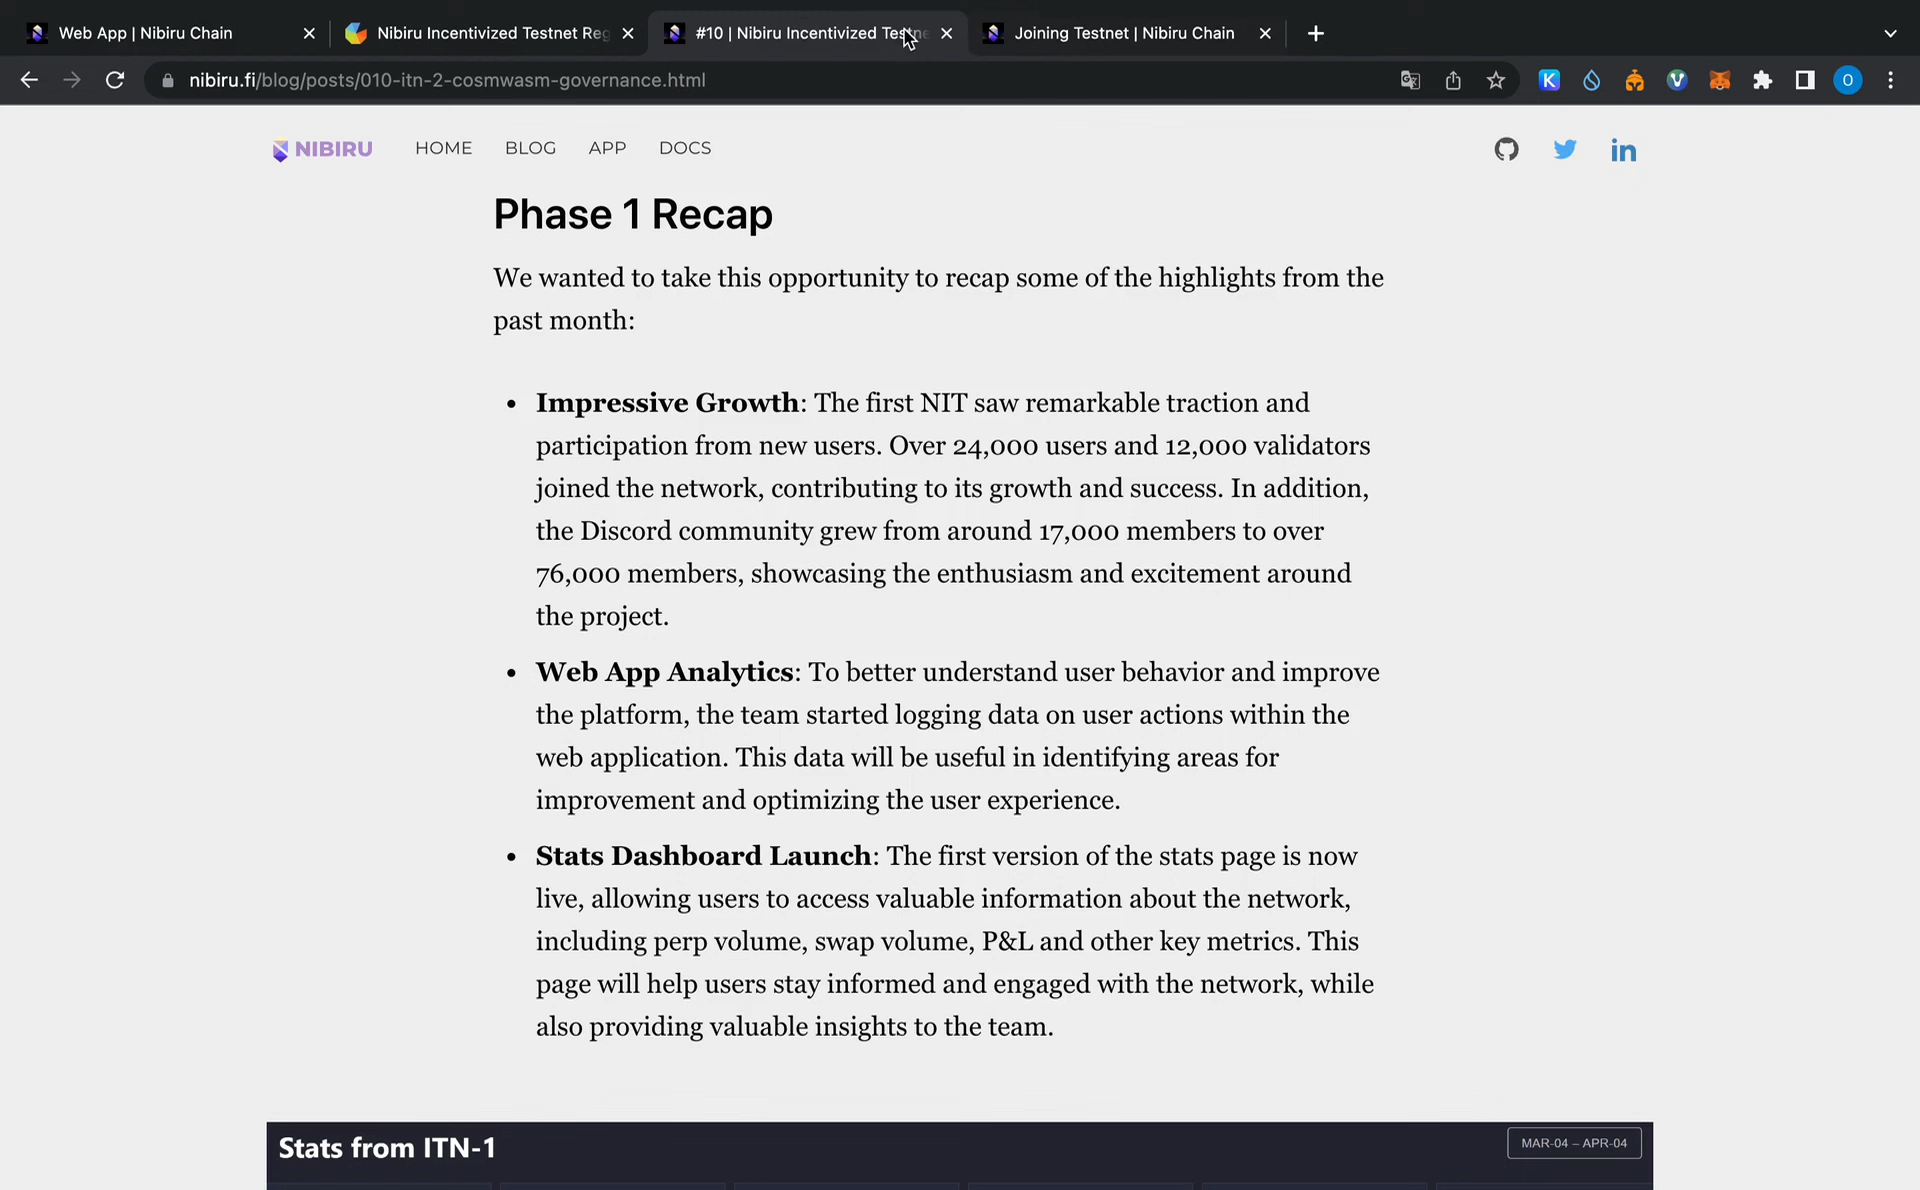 Web App | Nibiru Chain
Nibiru Incentivized Testnet Reg
#10 | Nibiru Incentivized Testne
Joining Testnet | Nibiru Chain
nibiru.fi/blog/posts/010-itn-2-cosmwasm-governance.html
K
O
NIBIRU
HOME
BLOG
APP
DOCS
in
Phase 1 Recap
We wanted to take this opportunity to recap some of the highlights from the
past month:
• Impressive Growth: The first NIT saw remarkable traction and
participation from new users. Over 24,000 users and 12,000 validators
joined the network, contributing to its growth and success. In addition,
the Discord community grew from around 17,000 members to over
76,000 members, showcasing the enthusiasm and excitement around
the project.
• Web App Analytics: To better understand user behavior and improve
the platform, the team started logging data on user actions within the
web application. This data will be useful in identifying areas for
improvement and optimizing the user experience.
• Stats Dashboard Launch: The first version of the stats page is now
live, allowing users to access valuable information about the network,
including perp volume, swap volume, P&L and other key metrics. This
page will help users stay informed and engaged with the network, while
also providing valuable insights to the team.
Stats from ITN-1
MAR-04 – APR-04